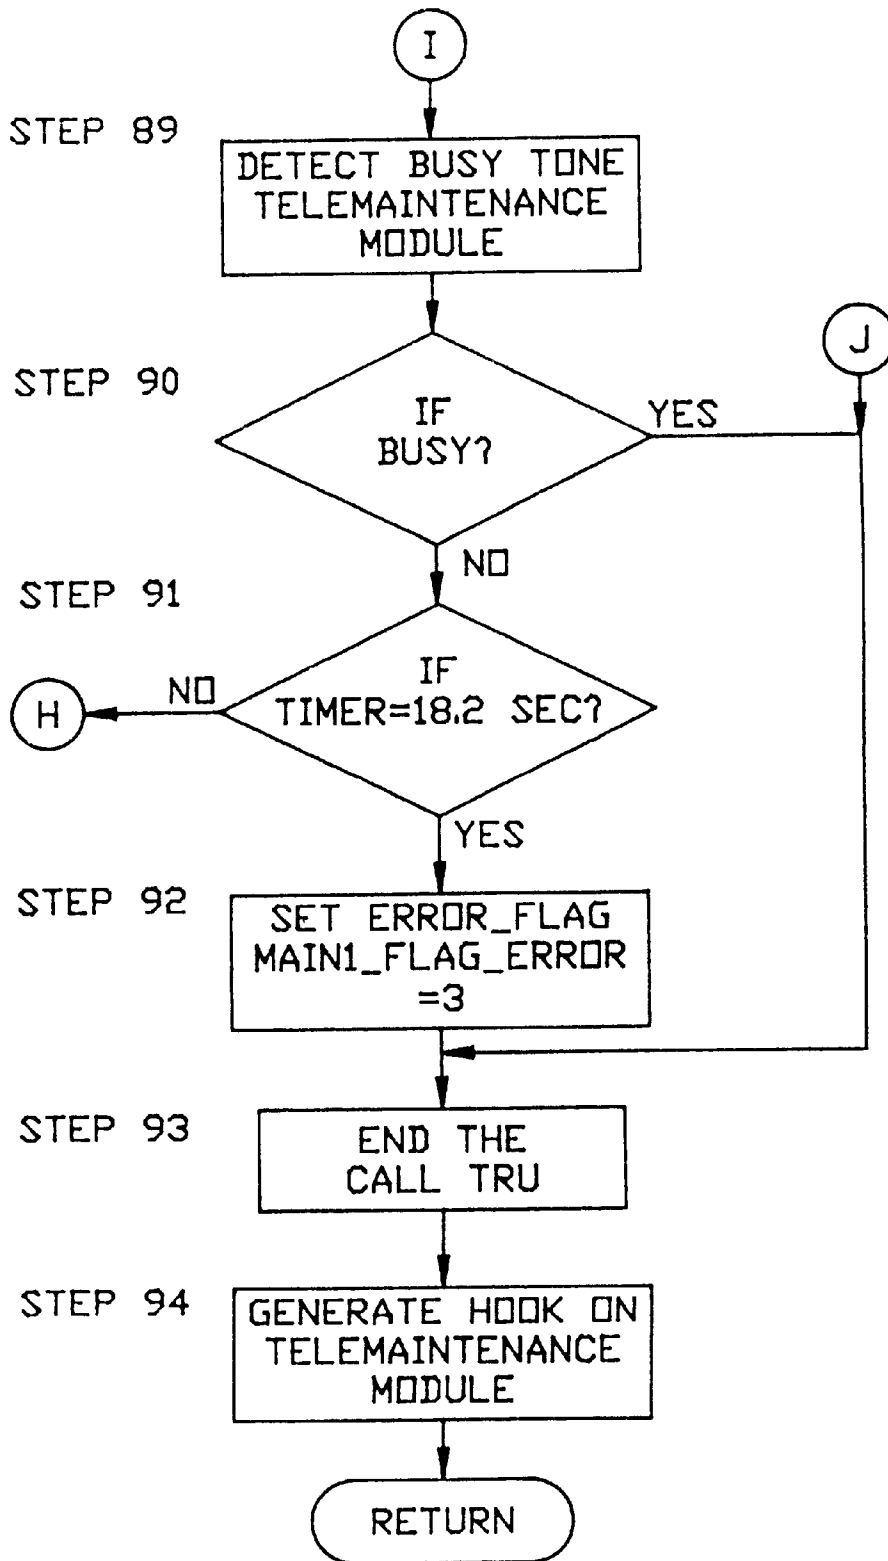 I
STEP 89
DETECT BUSY TONE
TELEMAINTENANCE
MODULE
J
STEP 90
IF
BUSY?
YES
NO
STEP 91
IF
TIMER=18.2 SEC?
NO
H
YES
STEP 92
SET ERROR_FLAG
MAIN1_FLAG_ERROR
=3
STEP 93
END THE
CALL TRU
STEP 94
GENERATE HOOK ON
TELEMAINTENANCE
MODULE
RETURN